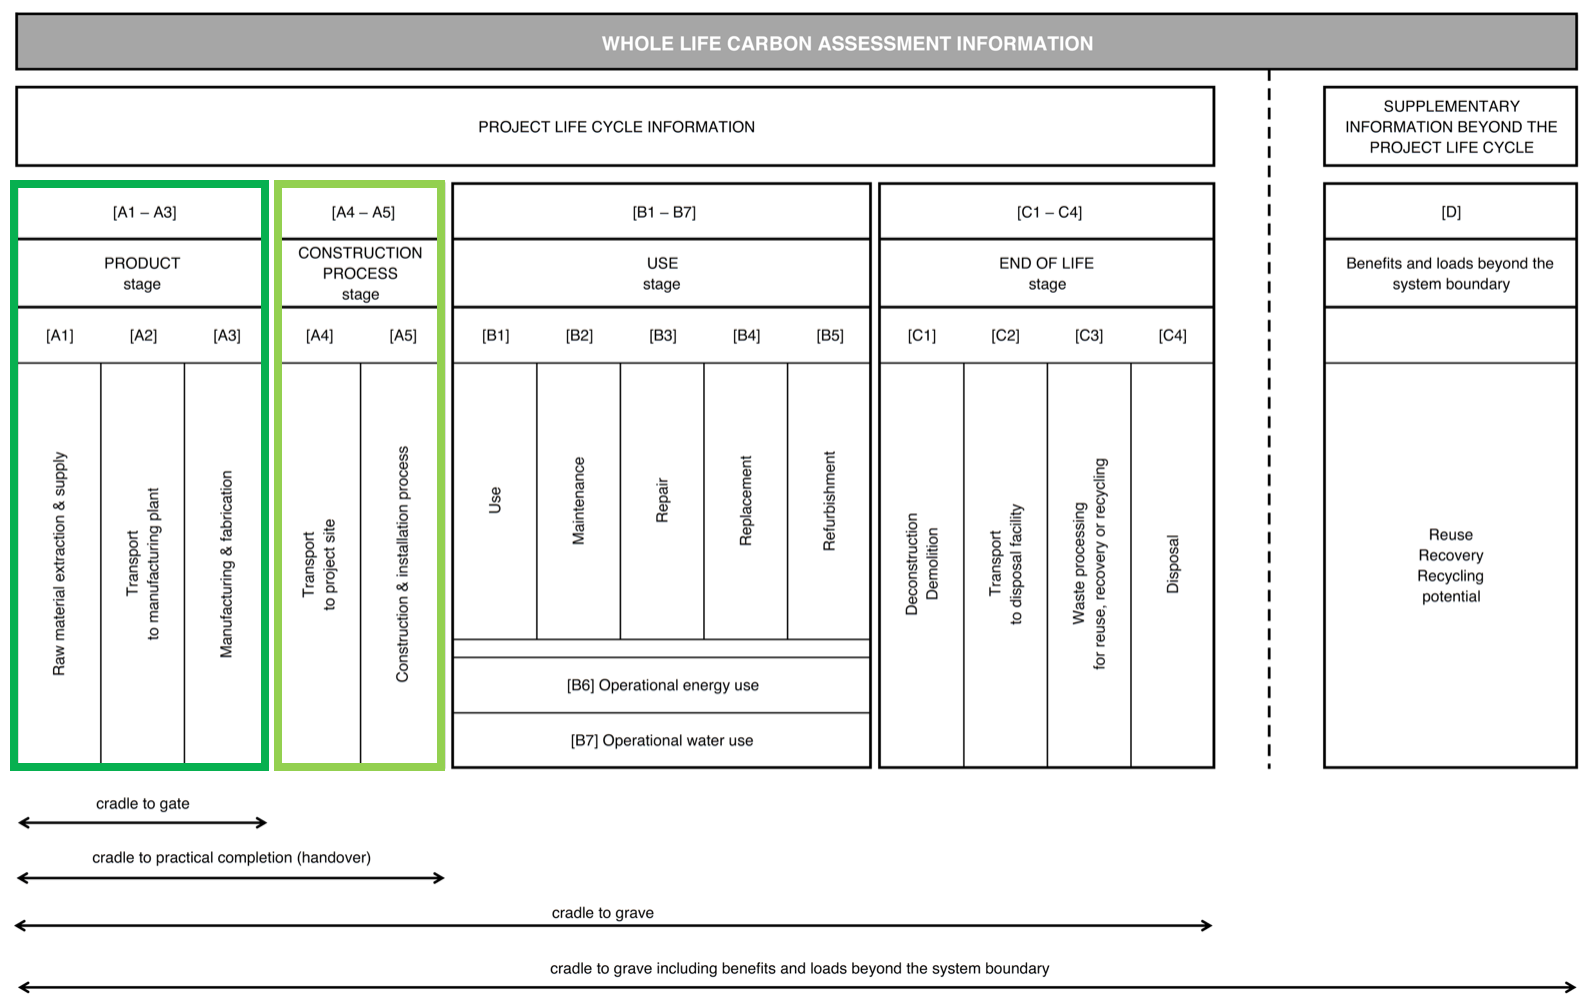 WHOLE LIFE CARBON ASSESSMENT INFORMATION
PROJECT LIFE CYCLE INFORMATION
SUPPLEMENTARY
INFORMATION BEYOND THE
PROJECT LIFE CYCLE
[A1 – A3]
PRODUCT
stage
[A1]
[A2]
[A3]
Raw material extraction & supply
Transport
to manufacturing plant
Manufacturing & fabrication
[A4 – A5]
CONSTRUCTION
PROCESS
stage
[A4]
[A5]
Transport
to project site
Construction & installation process
[B1 – B7]
USE
stage
[B1]
[B2]
[B3]
[B4]
[B5]
Use
Maintenance
Repair
Replacement
Refurbishment
[B6] Operational energy use
[B7] Operational water use
[C1 – C4]
END OF LIFE
stage
[C1]
[C2]
[C3]
[C4]
Deconstruction
Demolition
Transport
to disposal facility
Waste processing
for reuse, recovery or recycling
Disposal
[D]
Benefits and loads beyond the
system boundary
Reuse
Recovery
Recycling
potential
cradle to gate
cradle to practical completion (handover)
cradle to grave
cradle to grave including benefits and loads beyond the system boundary